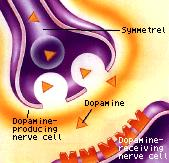 Symmetrel
Dopamine
Dopamine-
producing
nerve cell
Dopamine-
receiving
nerve cell